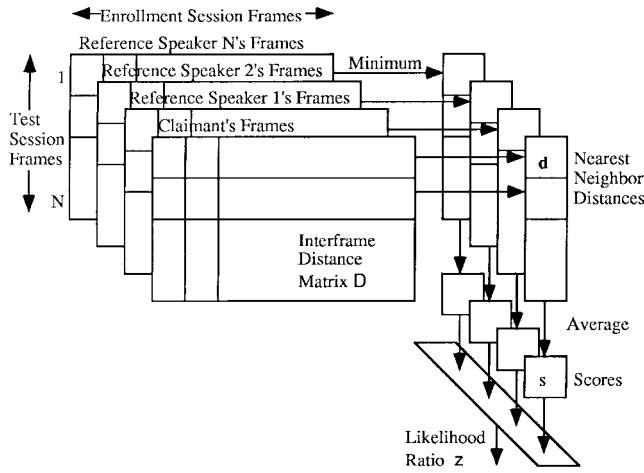 Enrollment Session Frames
Reference Speaker N's Frames
1
Reference Speaker 2's Frames
Minimum
Reference Speaker 1's Frames
Test
Session
Frames
Claimant's Frames
N
d
Nearest
Neighbor
Distances
Interframe
Distance
Matrix D
Average
s
Scores
Likelihood
Ratio z